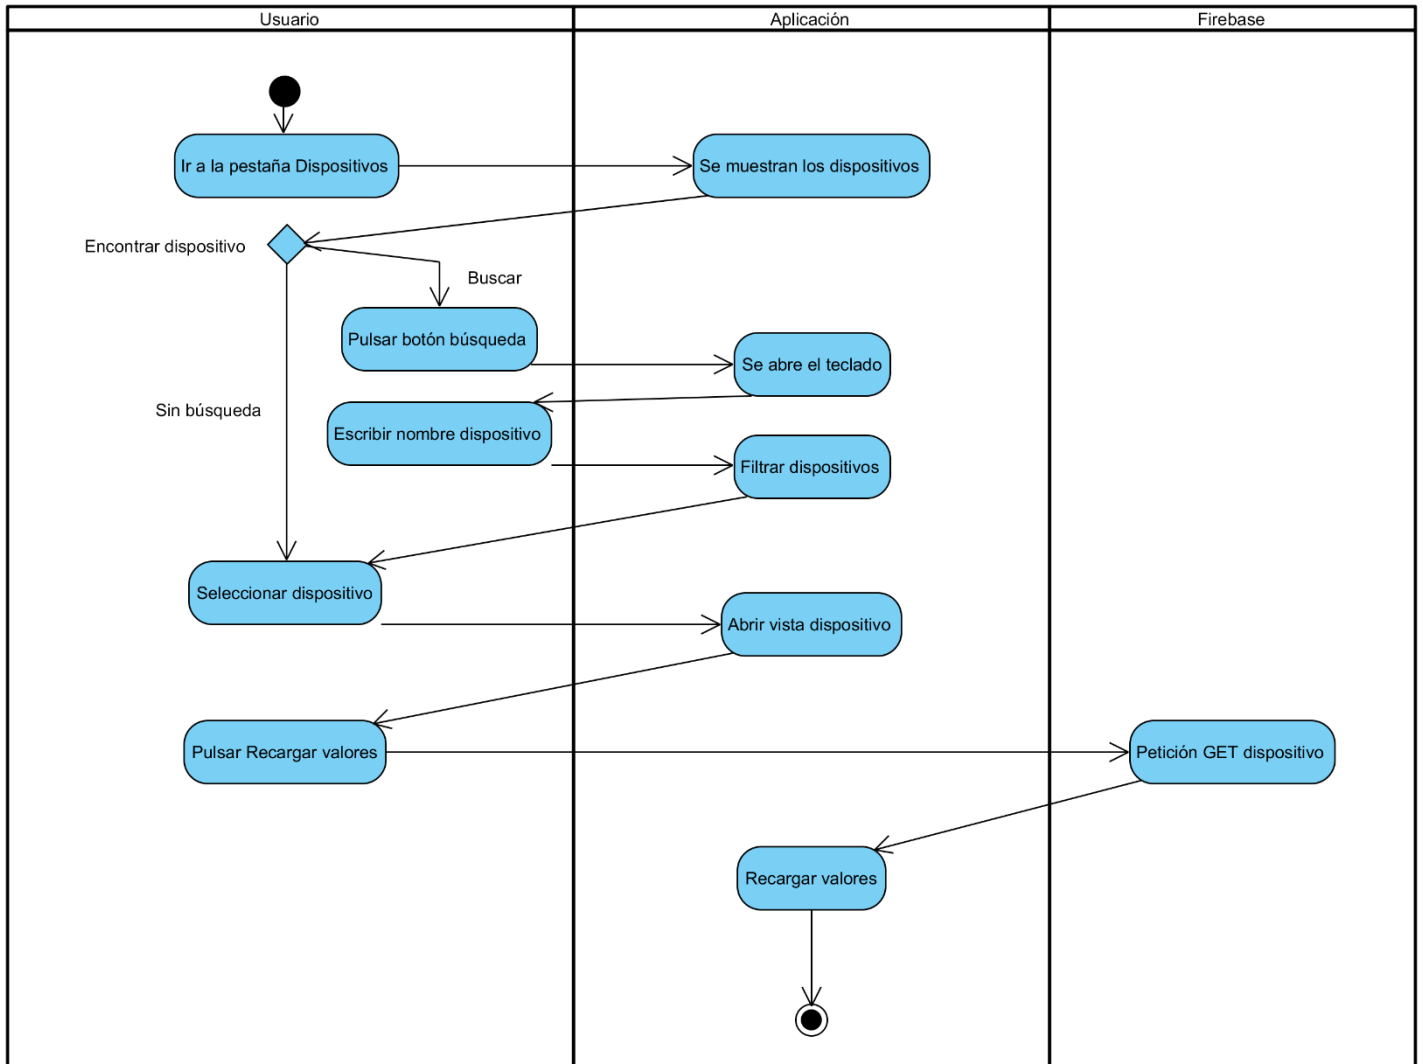 Usuario
Aplicación
Firebase
Ir a la pestaña Dispositivos
Se muestran los dispositivos
Encontrar dispositivo
Buscar
Pulsar botón búsqueda
Se abre el teclado
Sin búsqueda
Escribir nombre dispositivo
Filtrar dispositivos
Seleccionar dispositivo
Abrir vista dispositivo
Pulsar Recargar valores
Petición GET dispositivo
Recargar valores